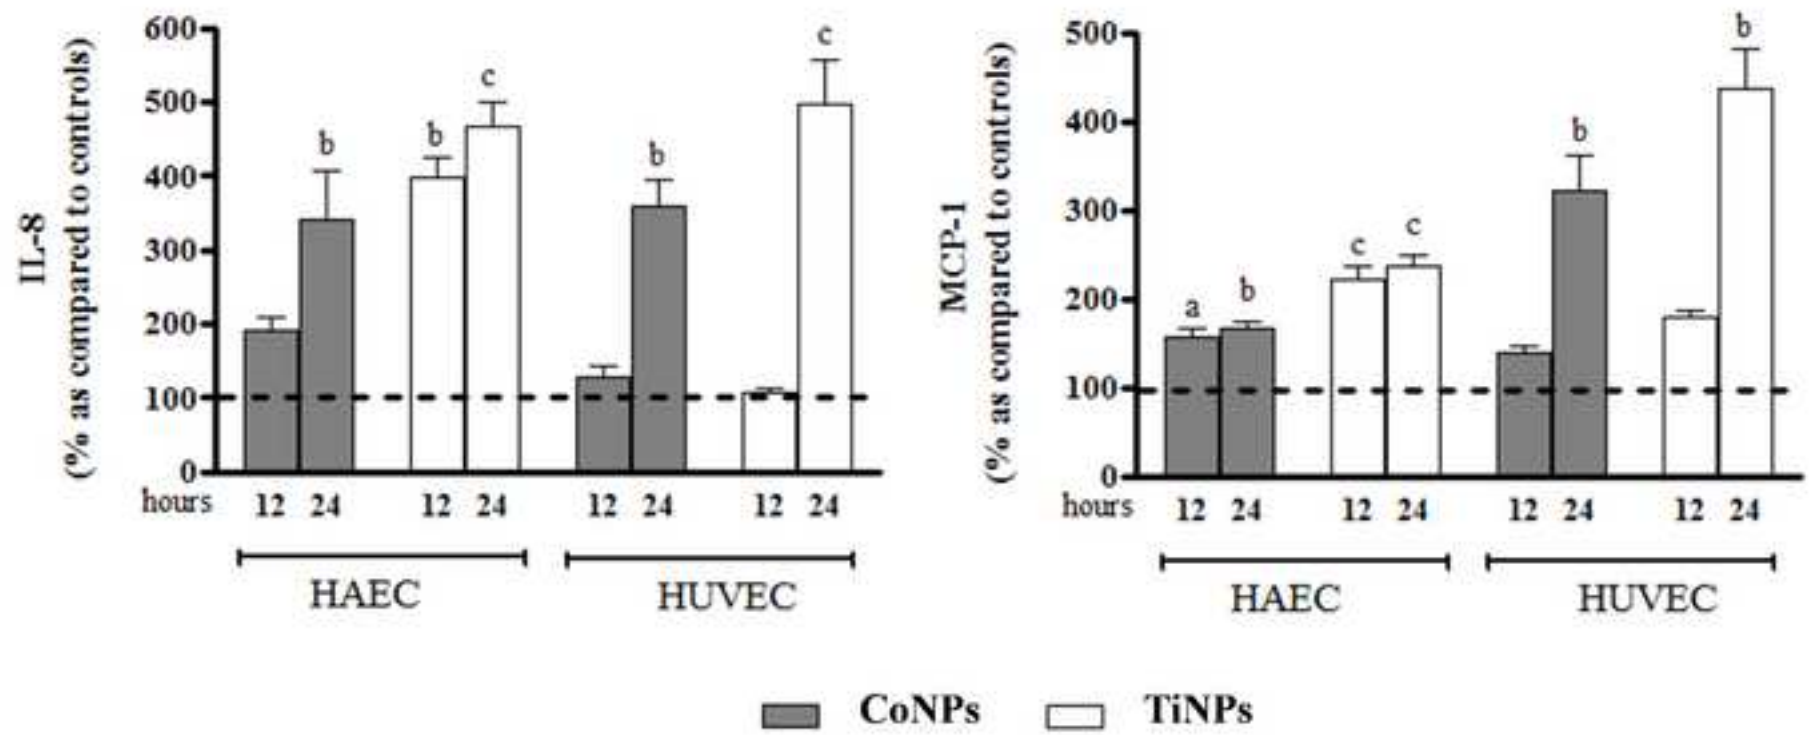 IL-8
(% as compared to controls)
600
500
400
300
200
100
0
b
b
c
b
c
hours 12 24 12 24 12 24 12 24
HAEC HUVEC
MCP-1
(% as compared to controls)
500
400
300
200
100
0
a
b
c
c
b
b
hours 12 24 12 24 12 24 12 24
HAEC HUVEC
CoNPs TiNPs